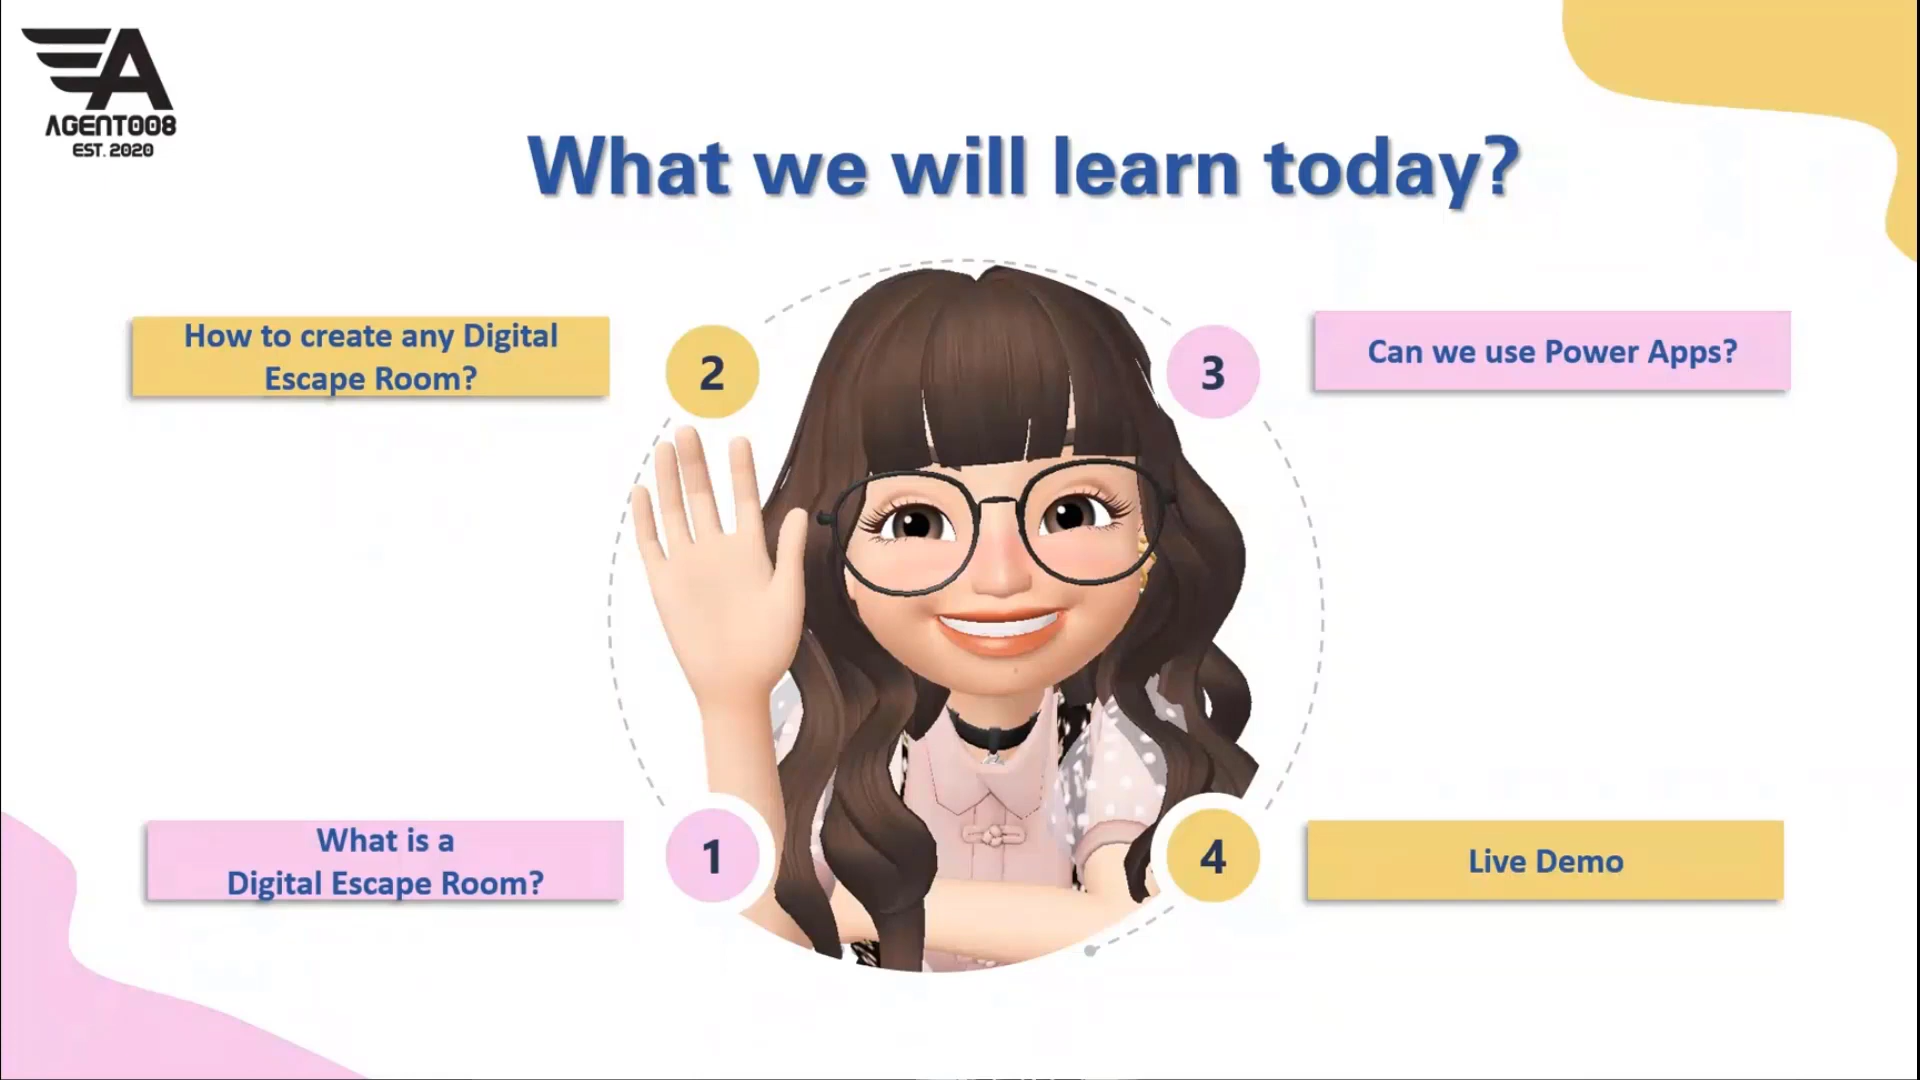 AGENT008
EST. 2020
What we will learn today?
How to create any Digital
Escape Room?
2
3
Can we use Power Apps?
What is a
Digital Escape Room?
1
4
Live Demo